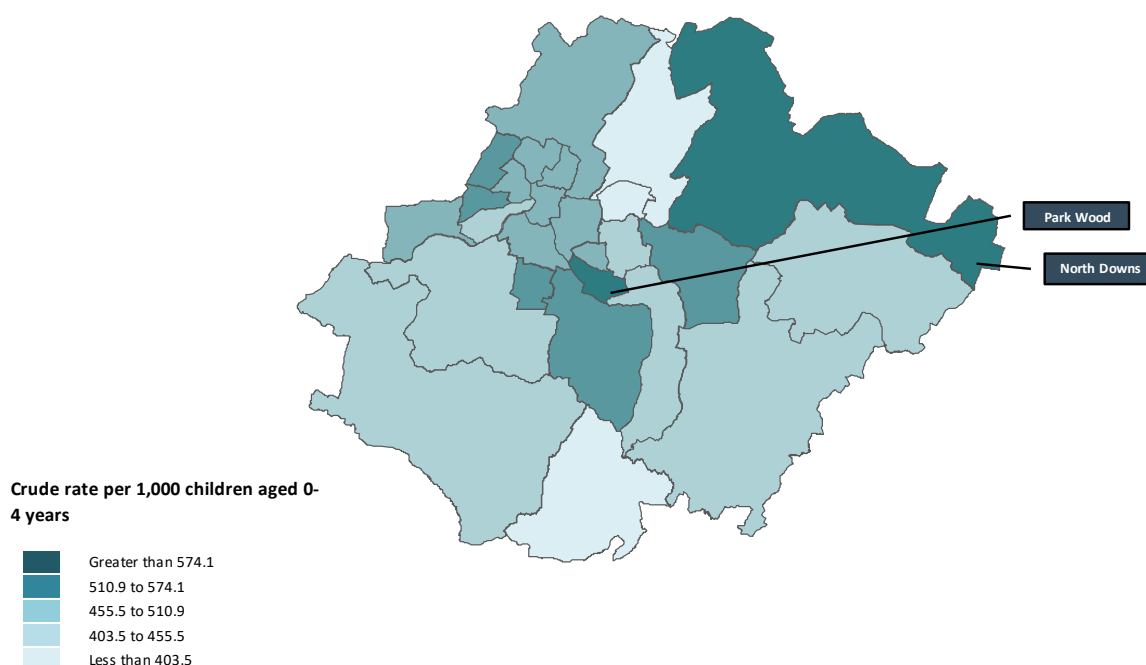 Park Wood
North Downs
Crude rate per 1,000 children aged 0-
4 years
Greater than 574.1
510.9 to 574.1
455.5 to 510.9
403.5 to 455.5
Less than 403.5